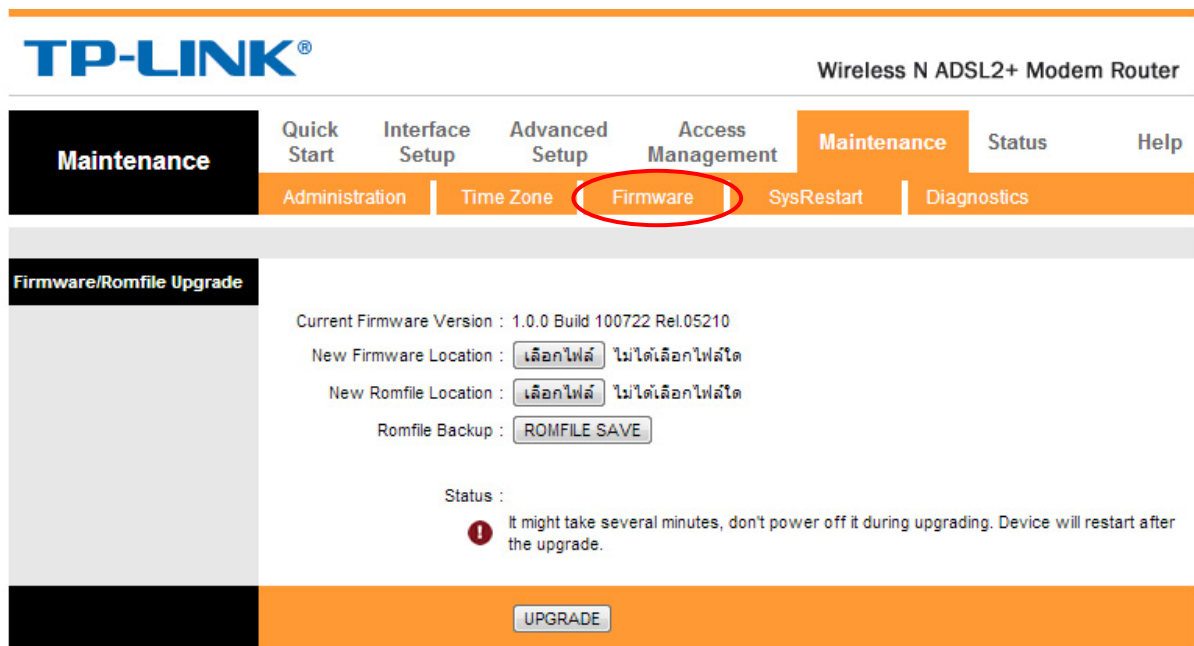 TP-LINK®
Wireless N ADSL2+ Modem Router
Maintenance
Quick Start
Interface Setup
Advanced Setup
Access Management
Maintenance
Status
Help
Administration
Time Zone
Firmware
SysRestart
Diagnostics
Firmware/Romfile Upgrade
Current Firmware Version : 1.0.0 Build 100722 Rel.05210
New Firmware Location : เลือกไฟล์ ไม่ได้เลือกไฟล์ใด
New Romfile Location : เลือกไฟล์ ไม่ได้เลือกไฟล์ใด
Romfile Backup : ROMFILE SAVE
Status :
It might take several minutes, don't power off it during upgrading. Device will restart after
the upgrade.
UPGRADE